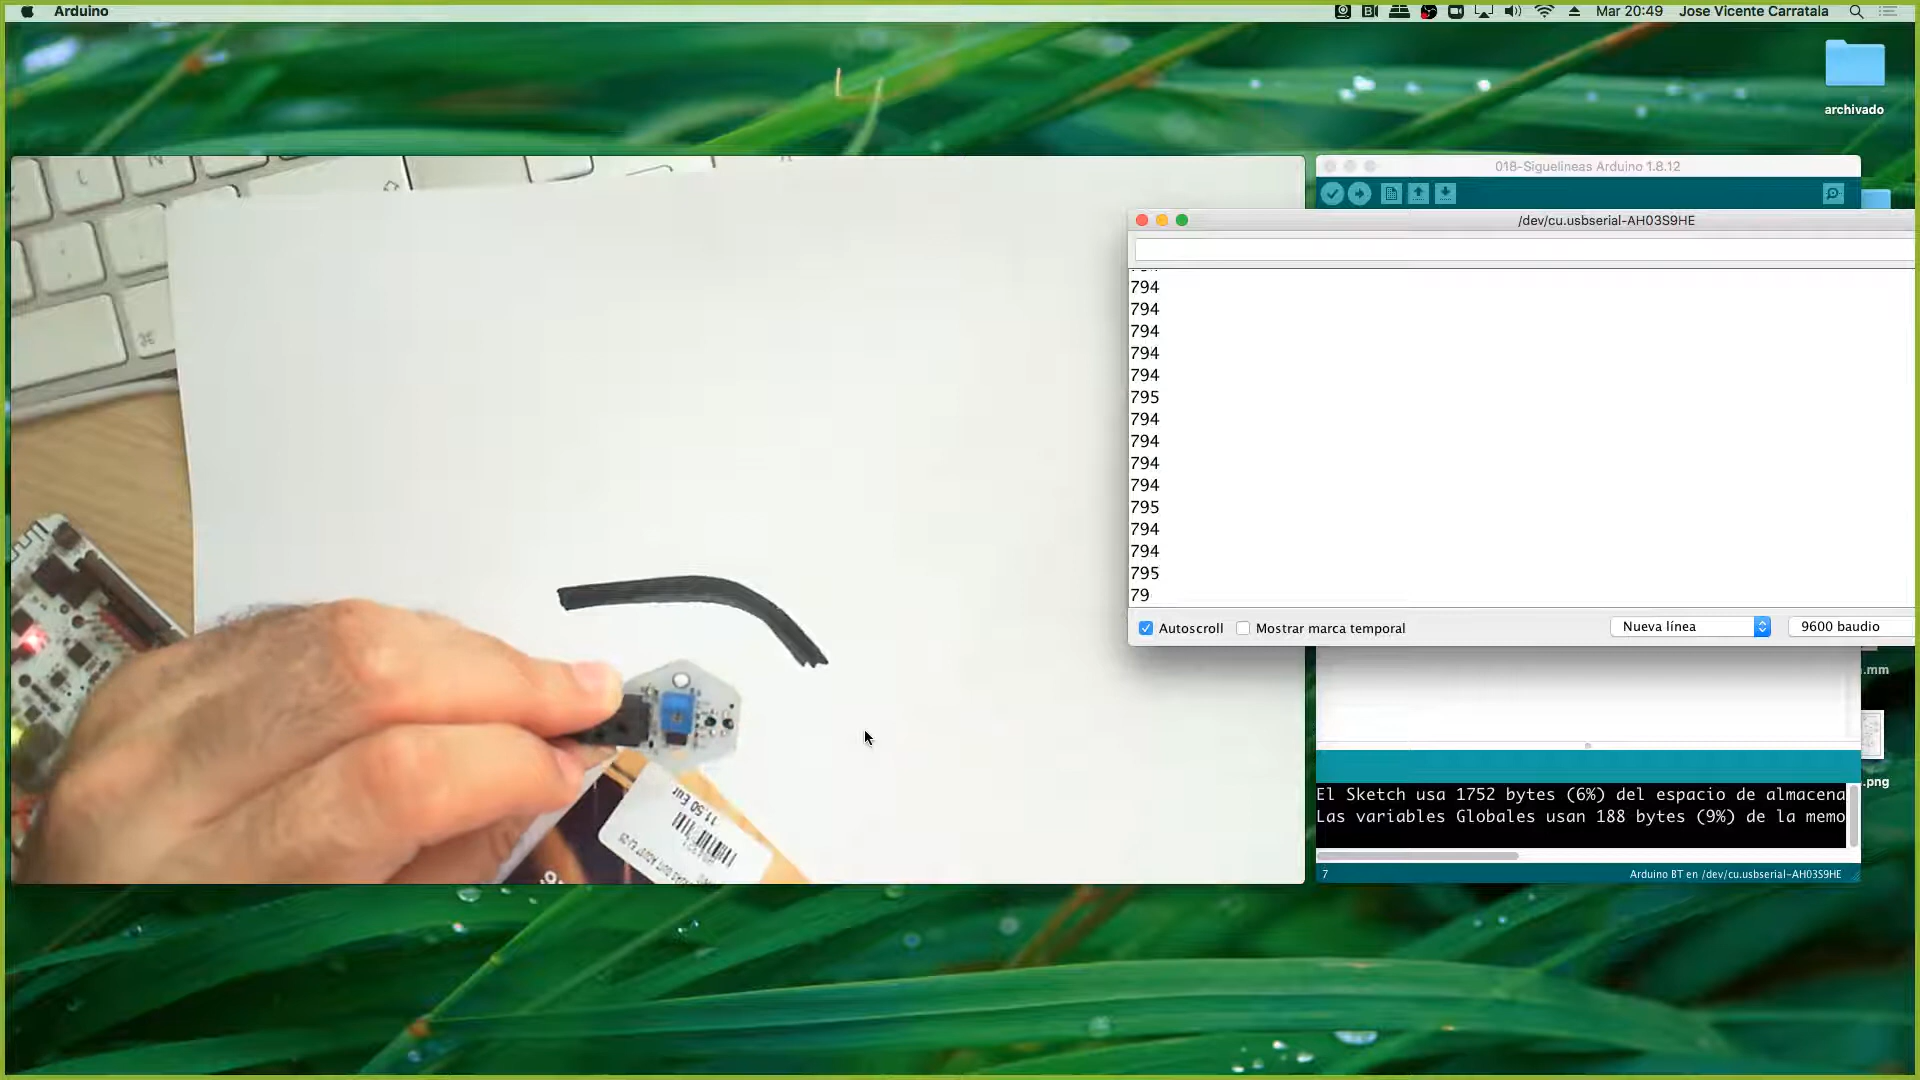 Arduino
Mar 20:49
Jose Vicente Carratala
archivado
018-Siguelineas Arduino 1.8.12
/dev/cu.usbserial-AH03S9HE
794
794
794
794
794
795
794
794
794
794
795
794
794
795
79
Autoscroll
Mostrar marca temporal
Nueva línea
9600 baudio
.mm
.png
11.50 Eur
El Sketch usa 1752 bytes (6%) del espacio de almacena
Las variables Globales usan 188 bytes (9%) de la memo
7
Arduino BT en /dev/cu.usbserial-AH03S9HE